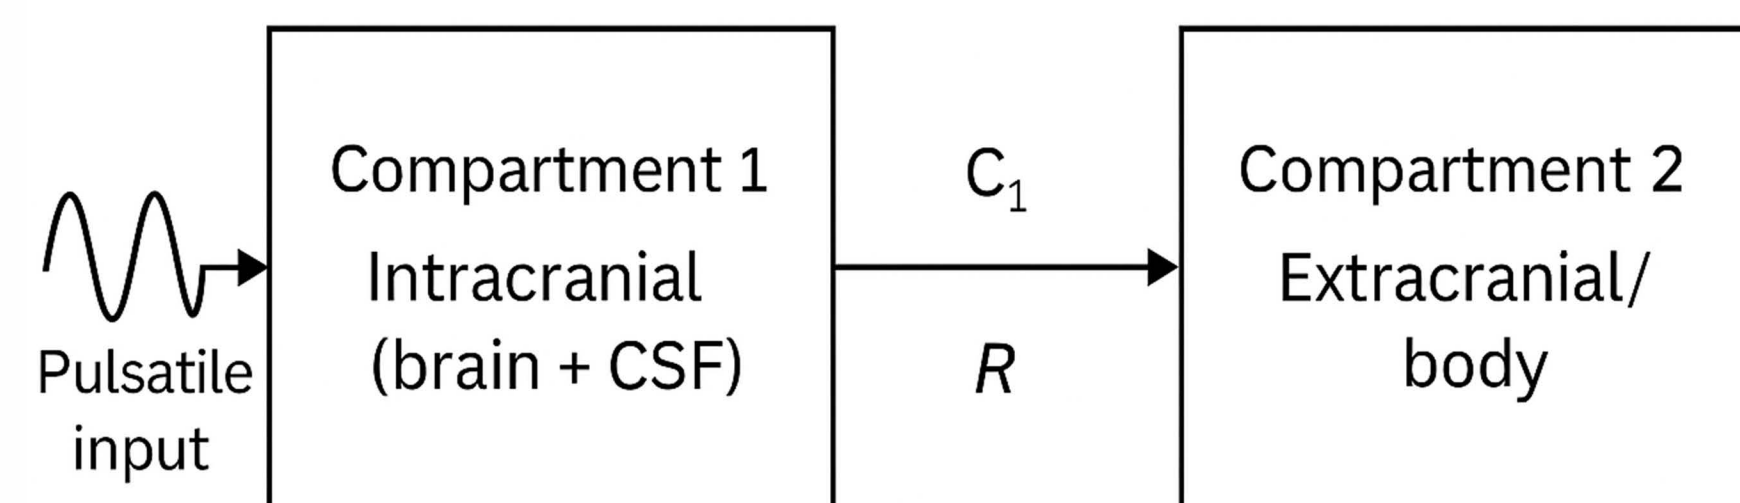 Pulsatile
input
Compartment 1
Intracranial
(brain + CSF)
C₁
R
Compartment 2
Extracranial/
body